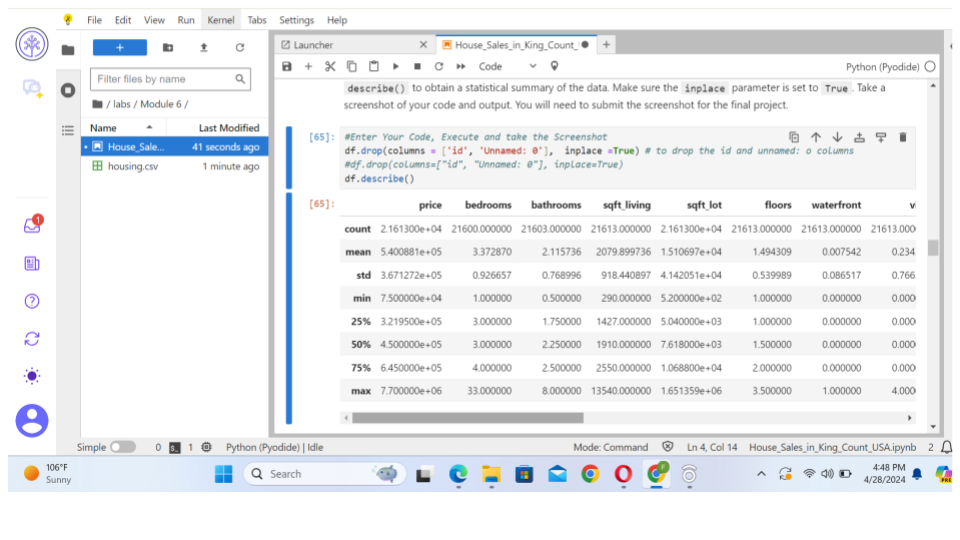 File Edit View Run Kernel Tabs Settings Help
+
Filter files by name
/ labs / Module 6 /
Name Last Modified
House_Sale... 41 seconds ago
housing.csv 1 minute ago
1
Launcher
House_Sales_in_King_Count_
Code
Python (Pyodide)
describe() to obtain a statistical summary of the data. Make sure the inplace parameter is set to True . Take a
screenshot of your code and output. You will need to submit the screenshot for the final project.
[65]: #Enter Your Code, Execute and take the Screenshot
df.drop(columns = ['id', 'Unnamed: 0'], inplace =True) # to drop the id and unnamed: o columns
#df.drop(columns=["id", "Unnamed: 0"], inplace=True)
df.describe()
[65]: price bedrooms bathrooms sqft_living sqft_lot floors waterfront v
count 2.161300e+04 21600.000000 21603.000000 21613.000000 2.161300e+04 21613.000000 21613.000000 21613.000
mean 5.400881e+05 3.372870 2.115736 2079.899736 1.510697e+04 1.494309 0.007542 0.234
std 3.671272e+05 0.926657 0.768996 918.440897 4.142051e+04 0.539989 0.086517 0.766
min 7.500000e+04 1.000000 0.500000 290.000000 5.200000e+02 1.000000 0.000000 0.000
25% 3.219500e+05 3.000000 1.750000 1427.000000 5.040000e+03 1.000000 0.000000 0.000
50% 4.500000e+05 3.000000 2.250000 1910.000000 7.618000e+03 1.500000 0.000000 0.000
75% 6.450000e+05 4.000000 2.500000 2550.000000 1.068800e+04 2.000000 0.000000 0.000
max 7.700000e+06 33.000000 8.000000 13540.000000 1.651359e+06 3.500000 1.000000 4.000
Simple 0 1 Python (Pyodide) | Idle Mode: Command Ln 4, Col 14 House_Sales_in_King_Count_USA.ipynb 2
106°F
Sunny
Search
4:48 PM
4/28/2024
PRE